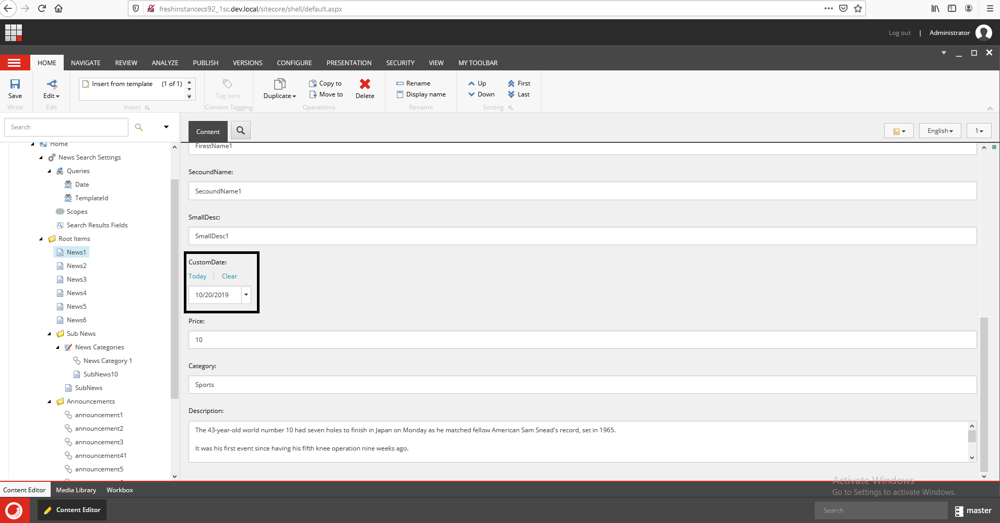 freshinstancecs92_1sc.dev.local/sitecore/shell/default.aspx
Log out | Administrator
HOME NAVIGATE REVIEW ANALYZE PUBLISH VERSIONS CONFIGURE PRESENTATION SECURITY VIEW MY TOOLBAR
Insert from template (1 of 1)
Save
Write
Edit
Edit
Insert
Tag item
Content Tagging
Duplicate
Copy to
Move to
Delete
Operations
Rename
Display name
Rename
Up First
Down Last
Sorting
Search
Content
English
1
Home
News Search Settings
Queries
ABC Date
ABC TemplateId
Scopes
Search Results Fields
Root Items
News1
News2
News3
News4
News5
News6
Sub News
News Categories
News Category 1
SubNews10
SubNews
Announcements
announcement1
announcement2
announcement3
announcement41
announcement5
FirestName1
SecoundName:
SecoundName1
SmallDesc:
SmallDesc1
CustomDate:
Today Clear
10/20/2019
Price:
10
Category:
Sports
Description:
The 43-year-old world number 10 had seven holes to finish in Japan on Monday as he matched fellow American Sam Snead's record, set in 1965.
It was his first event since having his fifth knee operation nine weeks ago.
Activate Windows
Go to Settings to activate Windows.
Content Editor Media Library Workbox
Content Editor
Search
master